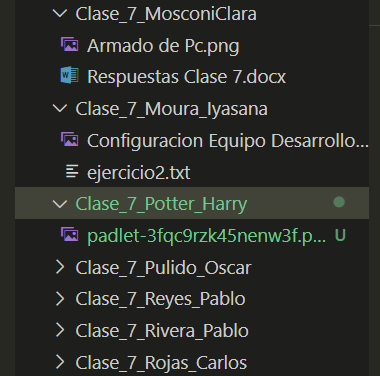 Clase_7_MosconiClara
Armado de Pc.png
Respuestas Clase 7.docx
Clase_7_Moura_Iyasana
Configuracion Equipo Desarrollo...
ejercicio2.txt
Clase_7_Potter_Harry
padlet-3fqc9rzk45nenw3f.p... U
Clase_7_Pulido_Oscar
Clase_7_Reyes_Pablo
Clase_7_Rivera_Pablo
Clase_7_Rojas_Carlos